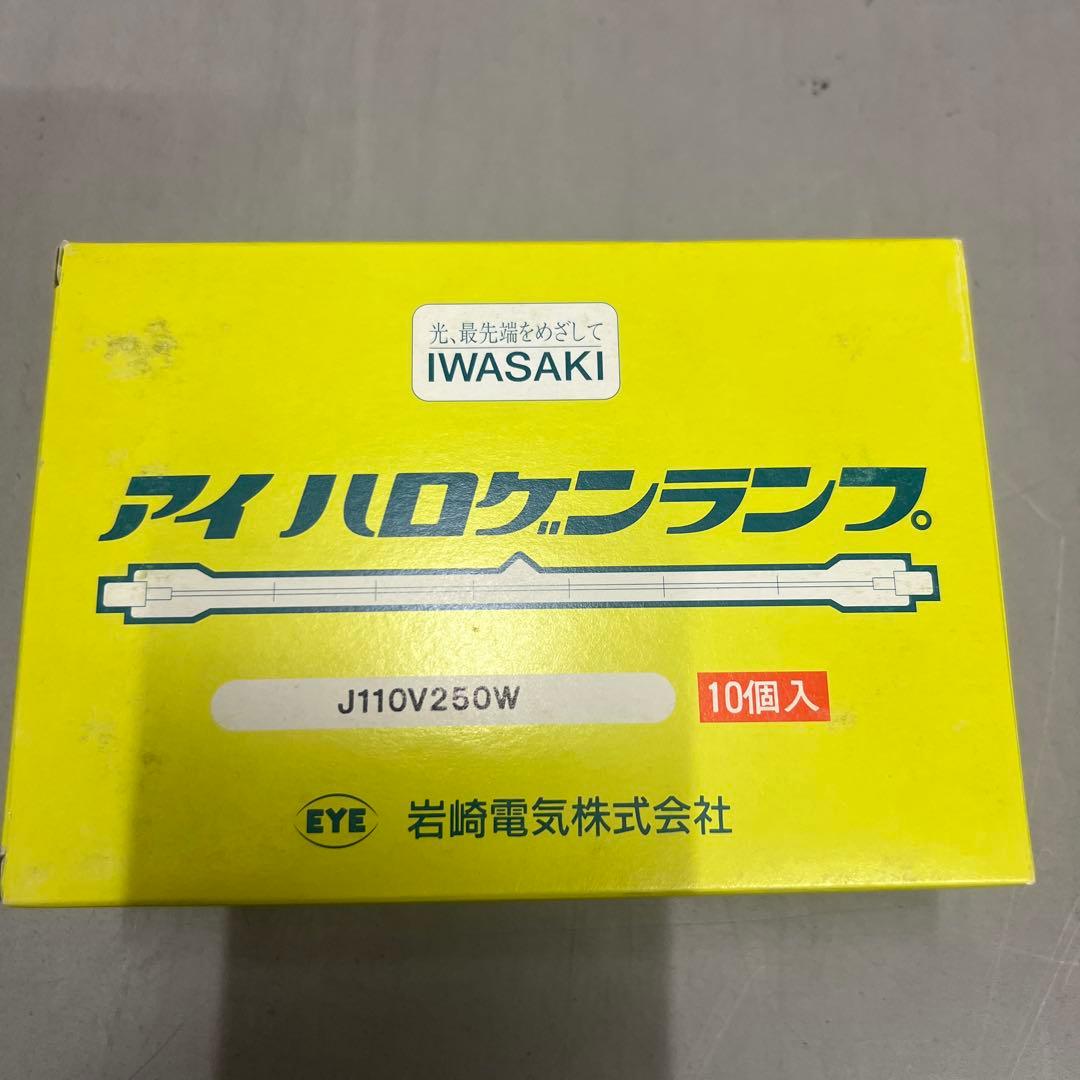 光、最先端をめざして
IWASAKI
アイ ハロゲンランプ。
J110V250W
10個入
EYE 岩崎電気株式会社